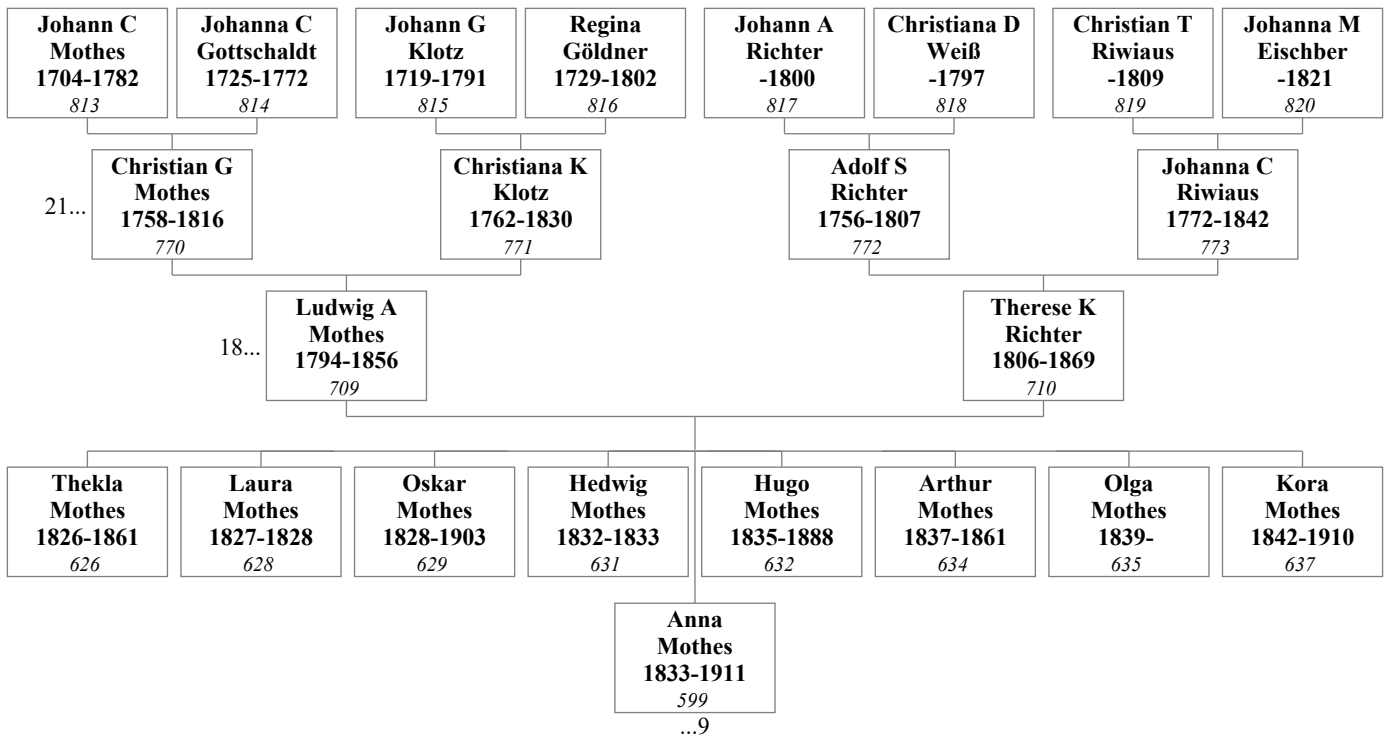 Johann C
Mothes
1704-1782
813
Johanna C
Gottschaldt
1725-1772
814
Johann G
Klotz
1719-1791
815
Regina
Göldner
1729-1802
816
Johann A
Richter
-1800
817
Christiana D
Weiß
-1797
818
Christian T
Riwiaus
-1809
819
Johanna M
Eischber
-1821
820
21...
Christian G
Mothes
1758-1816
770
Christiana K
Klotz
1762-1830
771
Adolf S
Richter
1756-1807
772
Johanna C
Riwiaus
1772-1842
773
18...
Ludwig A
Mothes
1794-1856
709
Therese K
Richter
1806-1869
710
Thekla
Mothes
1826-1861
626
Laura
Mothes
1827-1828
628
Oskar
Mothes
1828-1903
629
Hedwig
Mothes
1832-1833
631
Hugo
Mothes
1835-1888
632
Arthur
Mothes
1837-1861
634
Olga
Mothes
1839-
635
Kora
Mothes
1842-1910
637
Anna
Mothes
1833-1911
599
...9